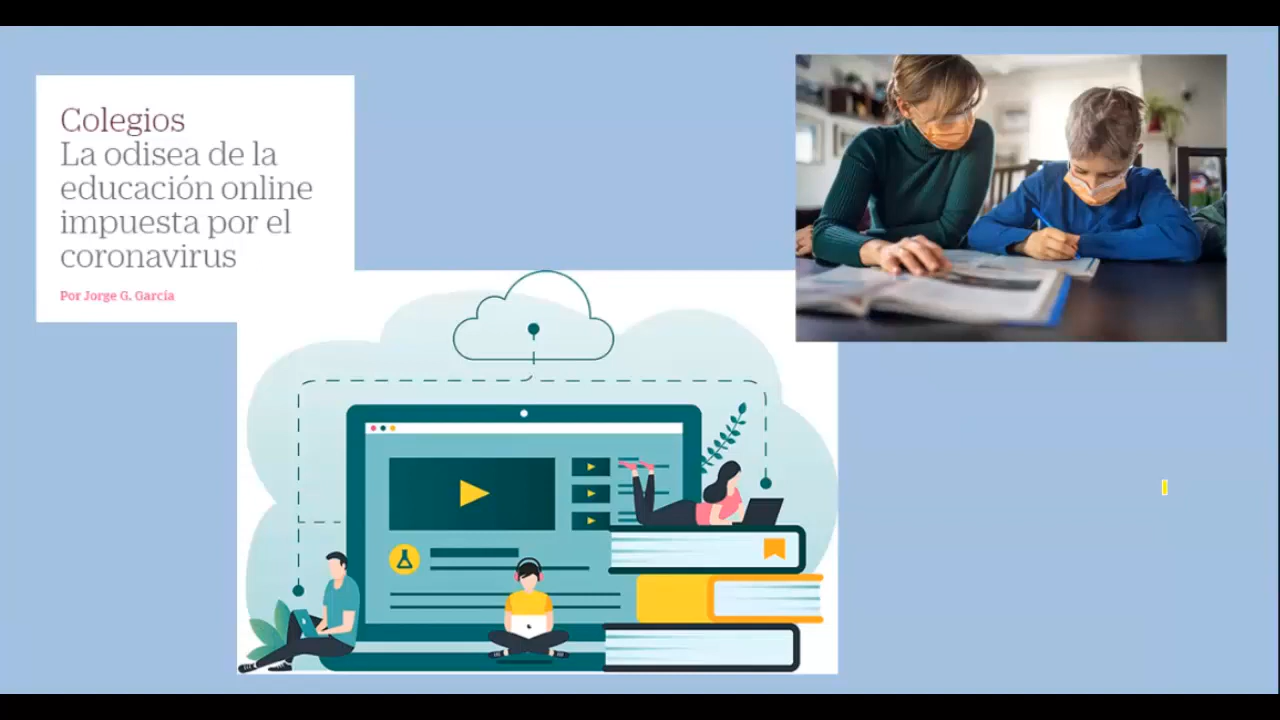 Colegios
La odisea de la
educación online
impuesta por el
coronavirus
Por Jorge G. García